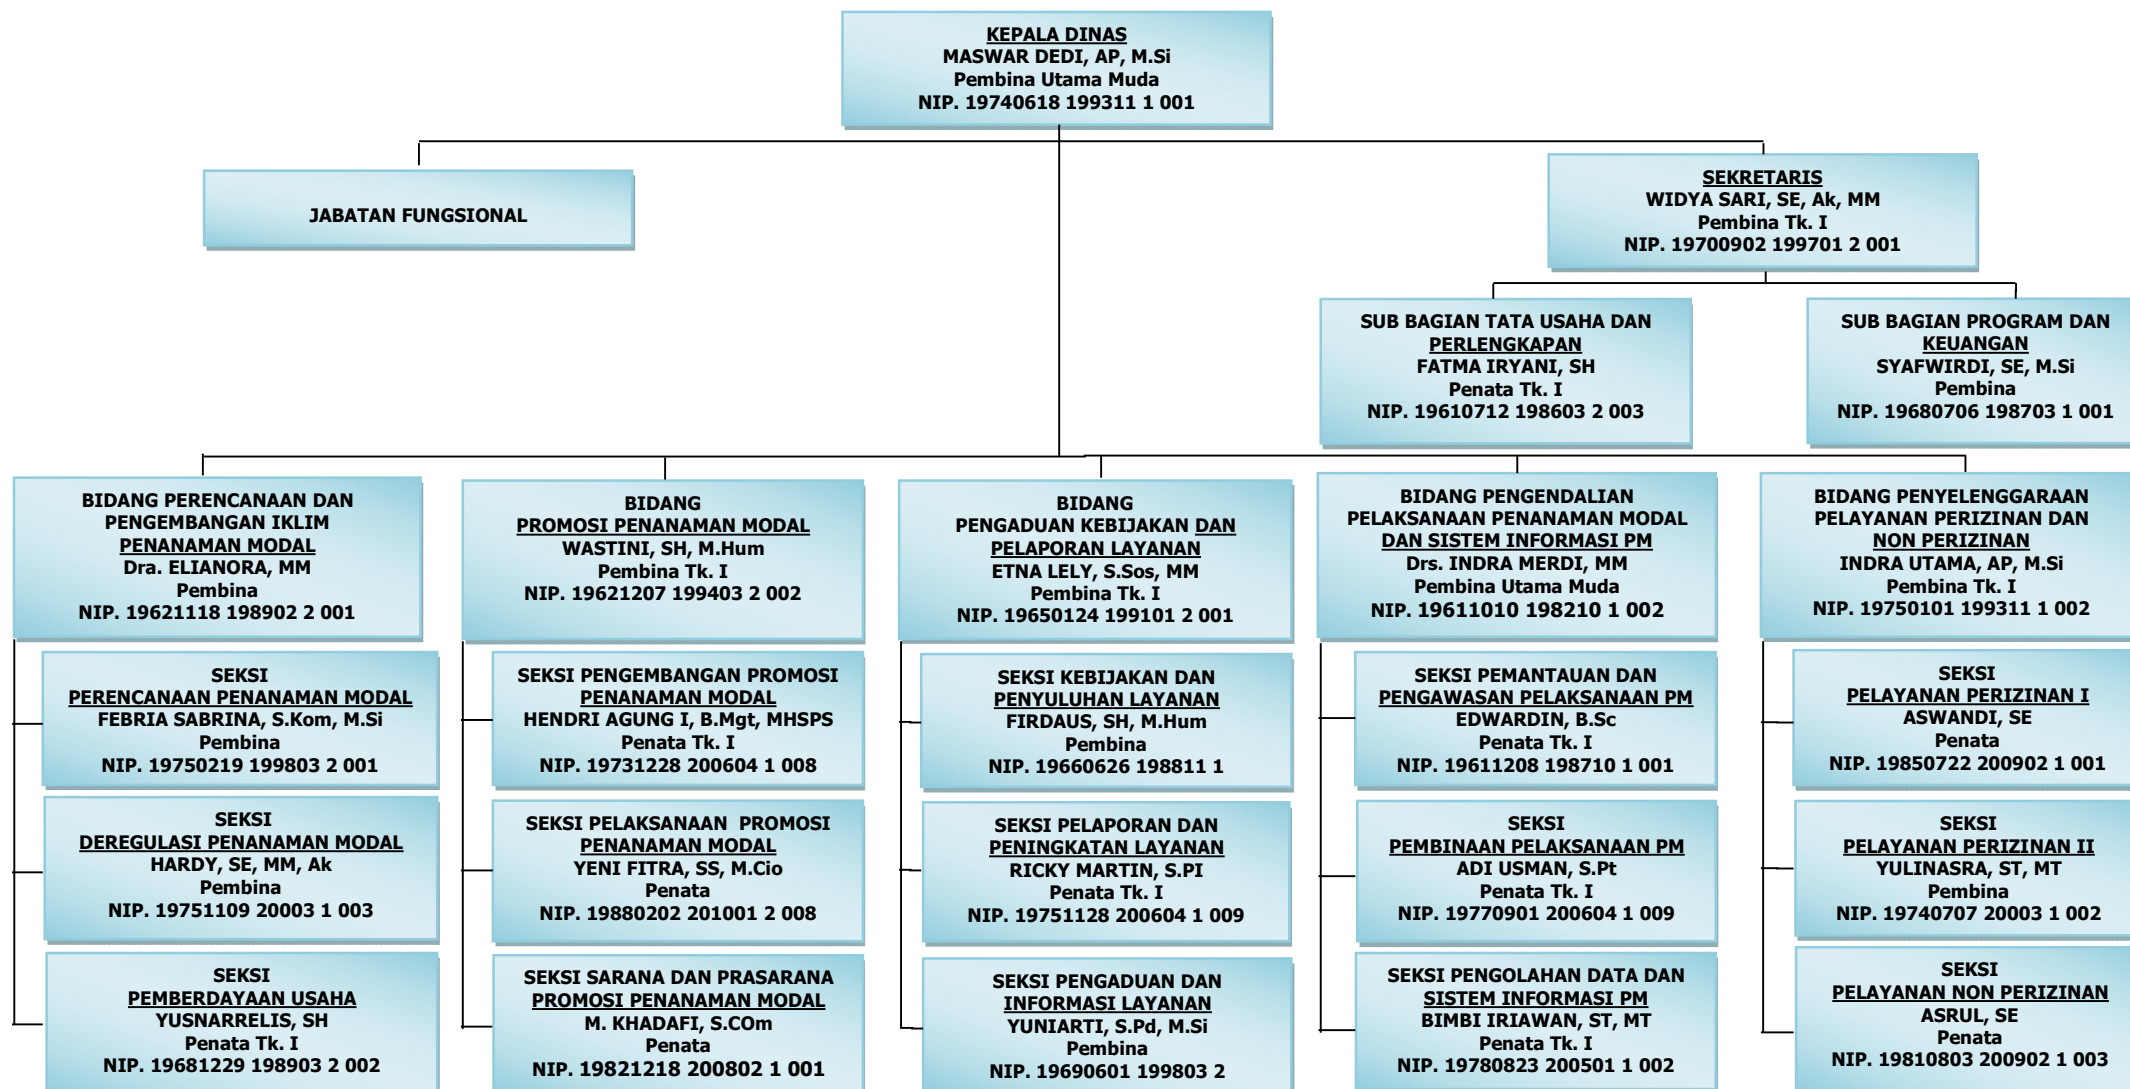 KEPALA DINAS
MASWAR DEDI, AP, M.Si
Pembina Utama Muda
NIP. 19740618 199311 1 001
JABATAN FUNGSIONAL
SEKRETARIS
WIDYA SARI, SE, Ak, MM
Pembina Tk. I
NIP. 19700902 199701 2 001
SUB BAGIAN TATA USAHA DAN
PERLENGKAPAN
FATMA IRYANI, SH
Penata Tk. I
NIP. 19610712 198603 2 003
SUB BAGIAN PROGRAM DAN
KEUANGAN
SYAFWIRDI, SE, M.Si
Pembina
NIP. 19680706 198703 1 001
BIDANG PERENCANAAN DAN
PENGEMBANGAN IKLIM
PENANAMAN MODAL
Dra. ELIANORA, MM
Pembina
NIP. 19621118 198902 2 001
SEKSI
PERENCANAAN PENANAMAN MODAL
FEBRIA SABRINA, S.Kom, M.Si
Pembina
NIP. 19750219 199803 2 001
SEKSI
DEREGULASI PENANAMAN MODAL
HARDY, SE, MM, Ak
Pembina
NIP. 19751109 20003 1 003
SEKSI
PEMBERDAYAAN USAHA
YUSNARRELIS, SH
Penata Tk. I
NIP. 19681229 198903 2 002
BIDANG
PROMOSI PENANAMAN MODAL
WASTINI, SH, M.Hum
Pembina Tk. I
NIP. 19621207 199403 2 002
SEKSI PENGEMBANGAN PROMOSI
PENANAMAN MODAL
HENDRI AGUNG I, B.Mgt, MHSPS
Penata Tk. I
NIP. 19731228 200604 1 008
SEKSI PELAKSANAAN PROMOSI
PENANAMAN MODAL
YENI FITRA, SS, M.Cio
Penata
NIP. 19880202 201001 2 008
SEKSI SARANA DAN PRASARANA
PROMOSI PENANAMAN MODAL
M. KHADAFI, S.COm
Penata
NIP. 19821218 200802 1 001
BIDANG
PENGADUAN KEBIJAKAN DAN
PELAPORAN LAYANAN
ETNA LELY, S.Sos, MM
Pembina Tk. I
NIP. 19650124 199101 2 001
SEKSI KEBIJAKAN DAN
PENYULUHAN LAYANAN
FIRDAUS, SH, M.Hum
Pembina
NIP. 19660626 198811 1
SEKSI PELAPORAN DAN
PENINGKATAN LAYANAN
RICKY MARTIN, S.PI
Penata Tk. I
NIP. 19751128 200604 1 009
SEKSI PENGADUAN DAN
INFORMASI LAYANAN
YUNIARTI, S.Pd, M.Si
Pembina
NIP. 19690601 199803 2
BIDANG PENGENDALIAN
PELAKSANAAN PENANAMAN MODAL
DAN SISTEM INFORMASI PM
Drs. INDRA MERDI, MM
Pembina Utama Muda
NIP. 19611010 198210 1 002
SEKSI PEMANTAUAN DAN
PENGAWASAN PELAKSANAAN PM
EDWARDIN, B.Sc
Penata Tk. I
NIP. 19611208 198710 1 001
SEKSI
PEMBINAAN PELAKSANAAN PM
ADI USMAN, S.Pt
Penata Tk. I
NIP. 19770901 200604 1 009
SEKSI PENGOLAHAN DATA DAN
SISTEM INFORMASI PM
BIMBI IRIAWAN, ST, MT
Penata Tk. I
NIP. 19780823 200501 1 002
BIDANG PENYELENGGARAAN
PELAYANAN PERIZINAN DAN
NON PERIZINAN
INDRA UTAMA, AP, M.Si
Pembina Tk. I
NIP. 19750101 199311 1 002
SEKSI
PELAYANAN PERIZINAN I
ASWANDI, SE
Penata
NIP. 19850722 200902 1 001
SEKSI
PELAYANAN PERIZINAN II
YULINASRA, ST, MT
Pembina
NIP. 19740707 20003 1 002
SEKSI
PELAYANAN NON PERIZINAN
ASRUL, SE
Penata
NIP. 19810803 200902 1 003